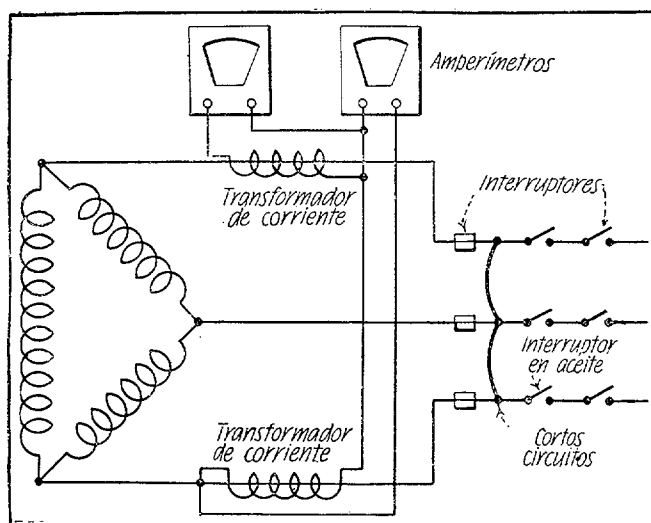 Amperímetros
Transformador
de corriente
Interruptores
Interruptor
en aceite
Transformador
de corriente
Cortos
circuitos